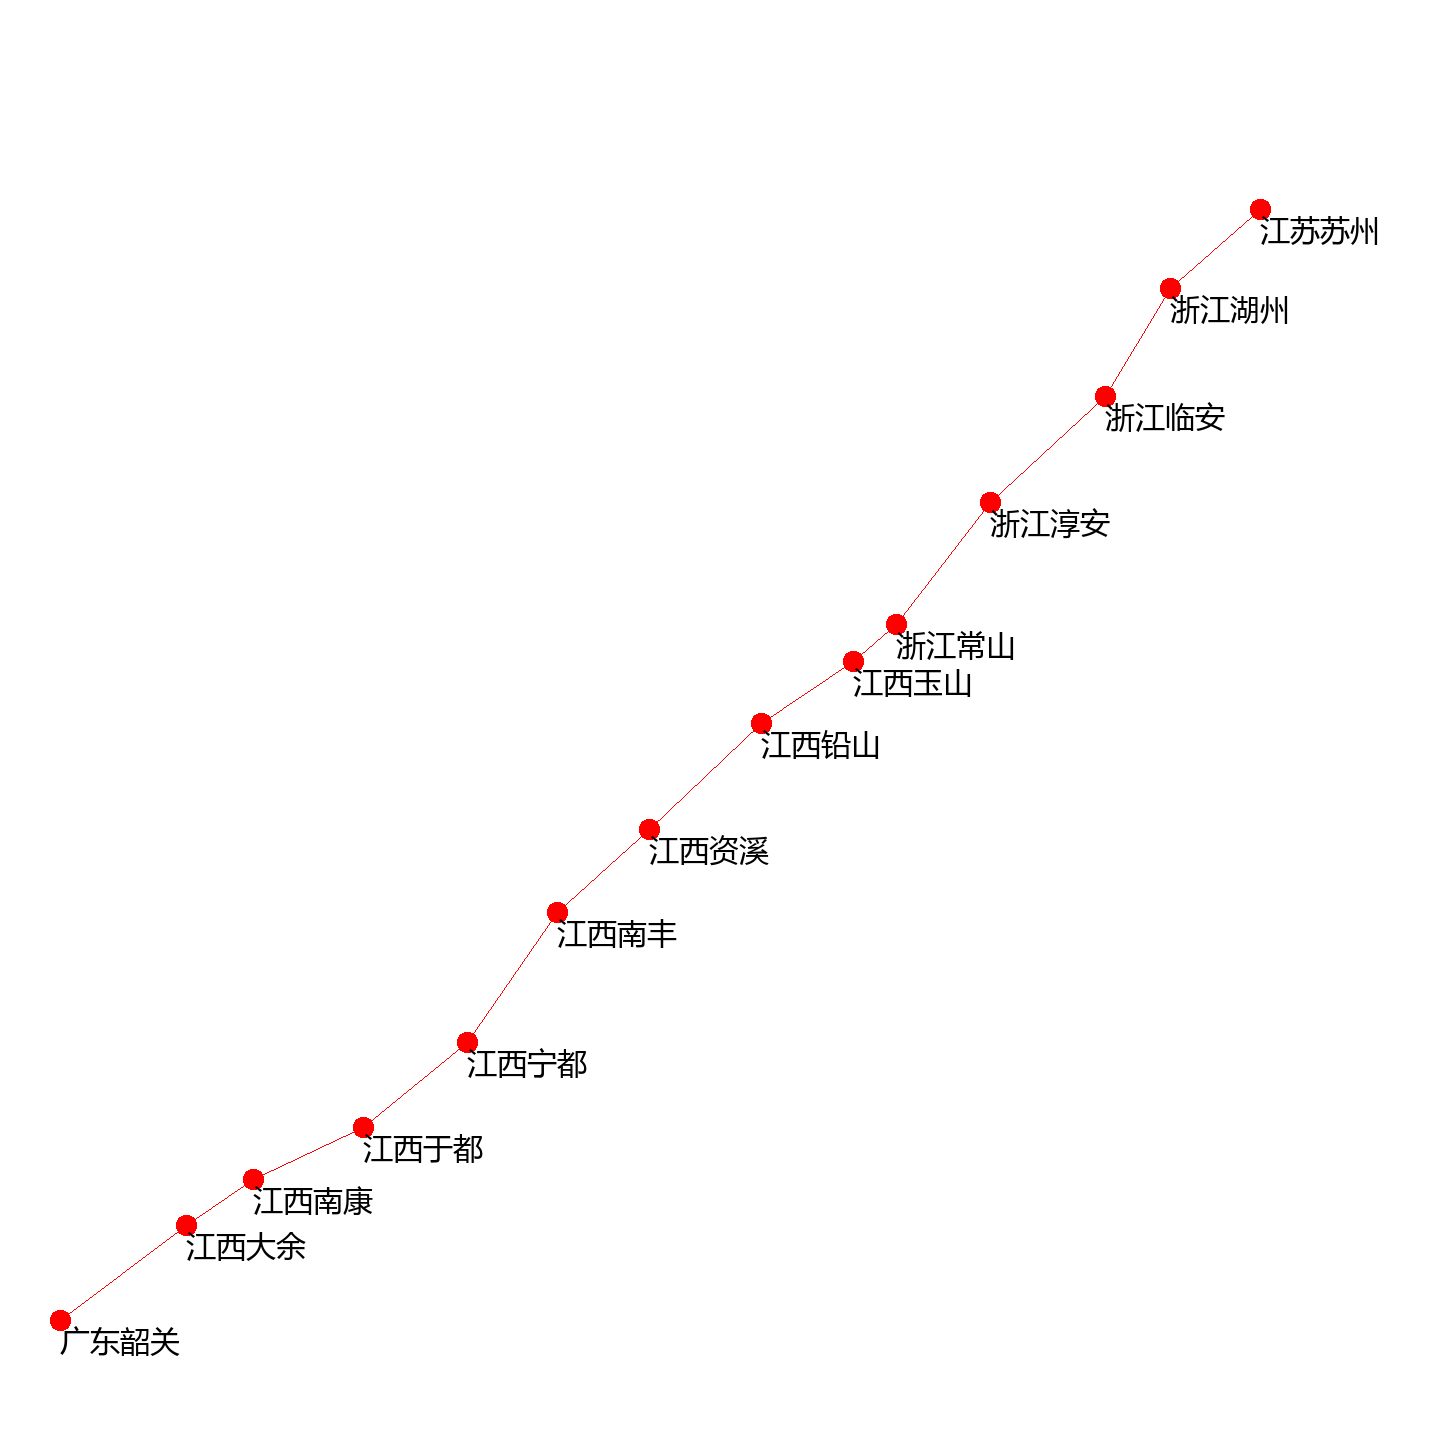 江苏苏州
浙江湖州
浙江临安
浙江淳安
浙江常山
江西玉山
江西铅山
江西资溪
江西南丰
江西宁都
江西于都
江西南康
江西大余
广东韶关